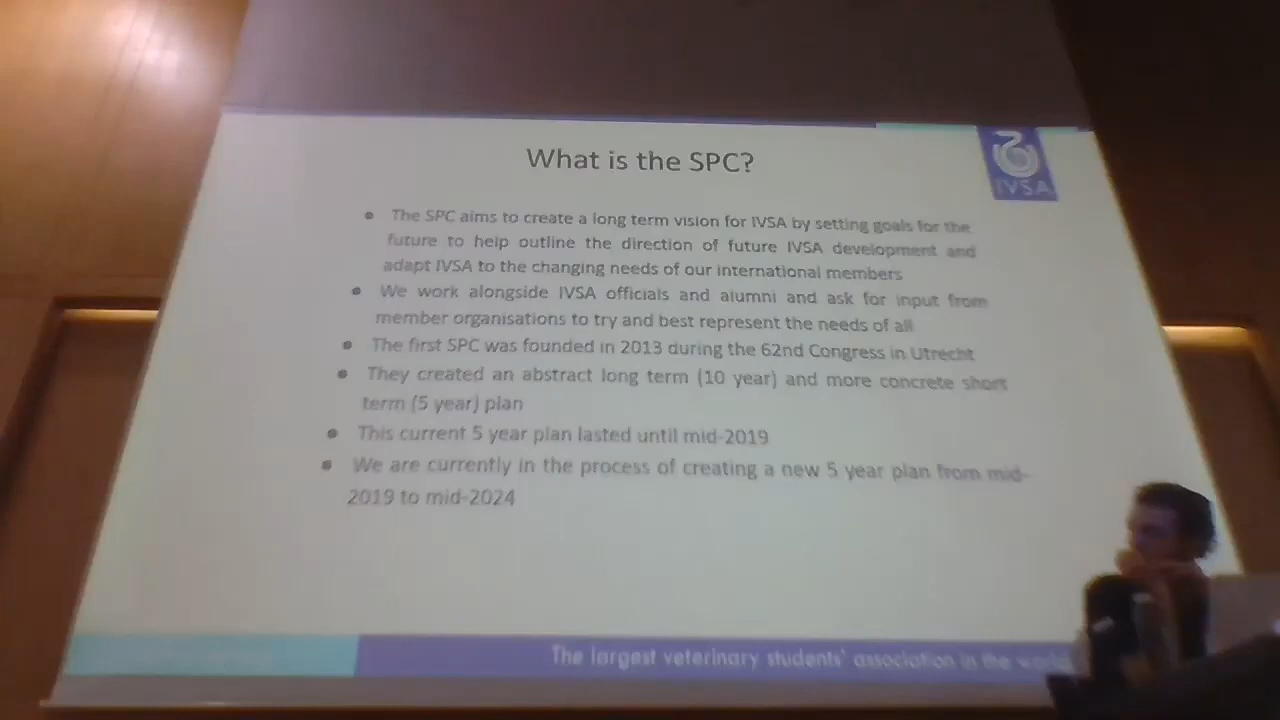 What is the SPC?
IVSA
● The SPC aims to create a long term vision for IVSA by setting goals for the
future to help outline the direction of future IVSA development and
adapt IVSA to the changing needs of our international members
● We work alongside IVSA officials and alumni and ask for input from
member organisations to try and best represent the needs of all
● The first SPC was founded in 2013 during the 62nd Congress in Utrecht
● They created an abstract long term (10 year) and more concrete short
term (5 year) plan
● This current 5 year plan lasted until mid-2019
● We are currently in the process of creating a new 5 year plan from mid-
2019 to mid-2024
The largest veterinary students' association in the